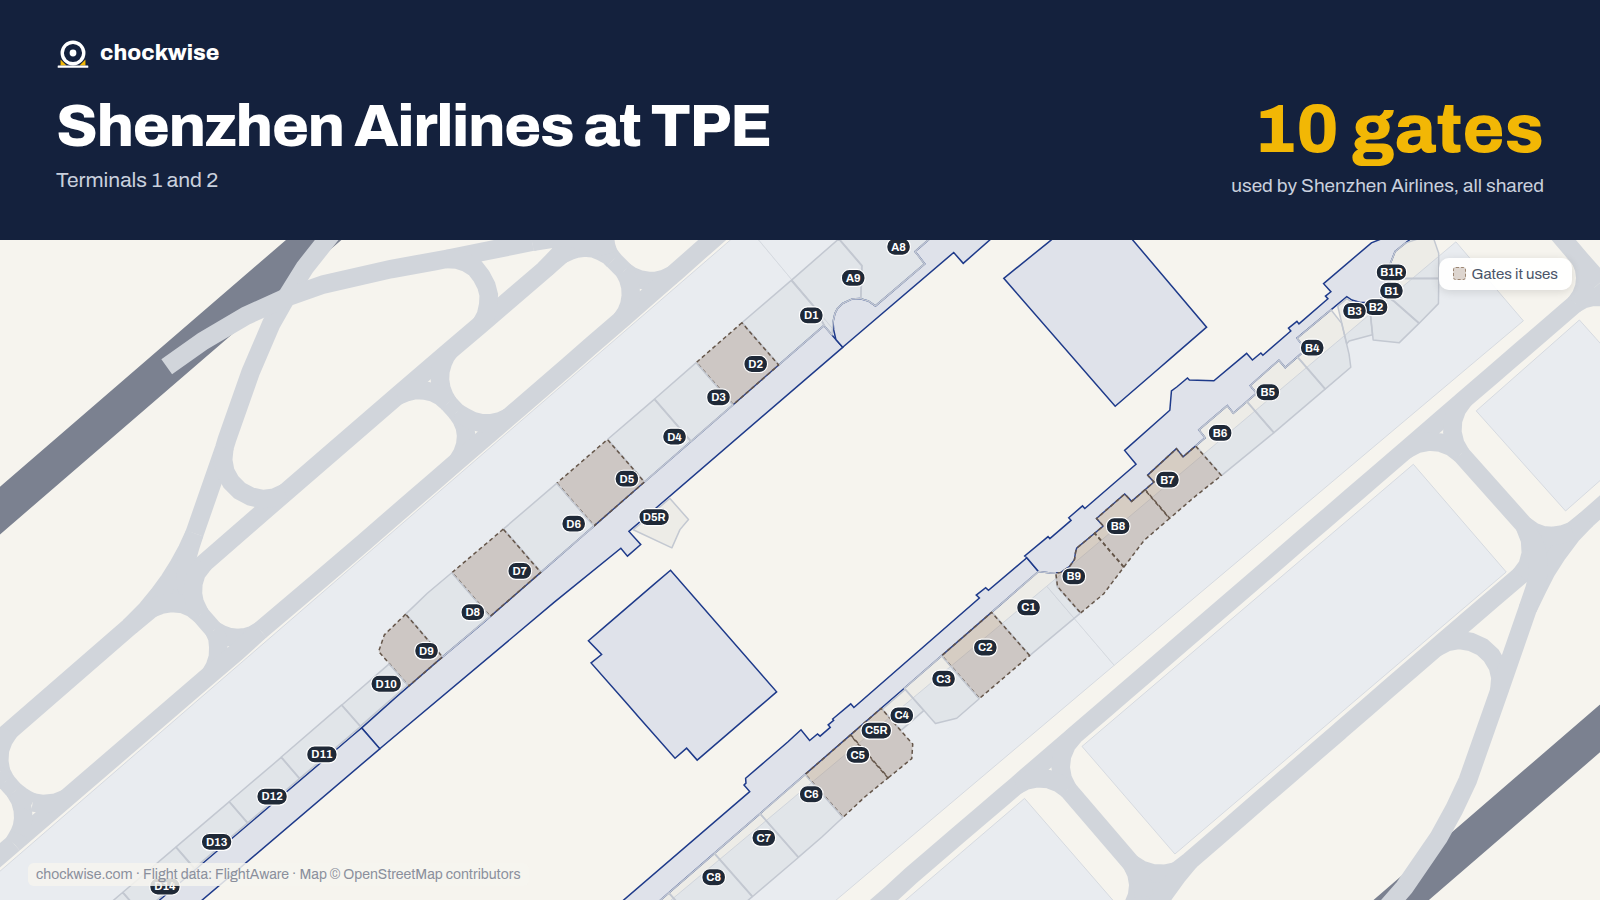 chockwise
Shenzhen Airlines at TPE
Terminals 1 and 2
10 gates
used by Shenzhen Airlines, all shared
Gates it uses
A8
A9
D1
D2
D3
D4
D5
D6
D5R
D7
D8
D9
D10
D11
D12
D13
D14
B1R
B1
B2
B3
B4
B5
B6
B7
B8
B9
C1
C2
C3
C4
C5R
C5
C6
C7
C8
chockwise.com · Flight data: FlightAware · Map © OpenStreetMap contributors